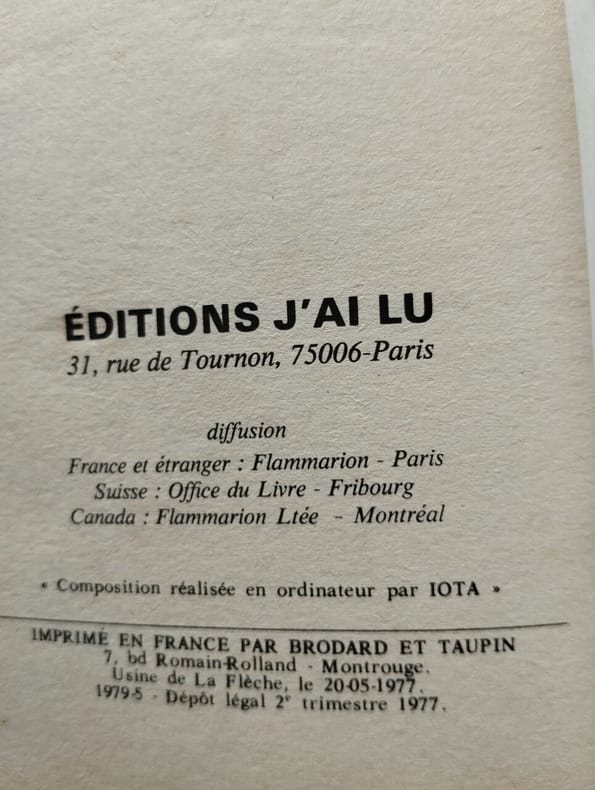 ÉDITIONS J'AI LU
31, rue de Tournon, 75006-Paris
diffusion
France et étranger : Flammarion - Paris
Suisse : Office du Livre - Fribourg
Canada : Flammarion Ltée - Montréal
« Composition réalisée en ordinateur par IOTA »
IMPRIMÉ EN FRANCE PAR BRODARD ET TAUPIN
7, bd Romain-Rolland - Montrouge.
Usine de La Flèche, le 20-05-1977.
1979-5 - Dépôt légal 2e trimestre 1977.